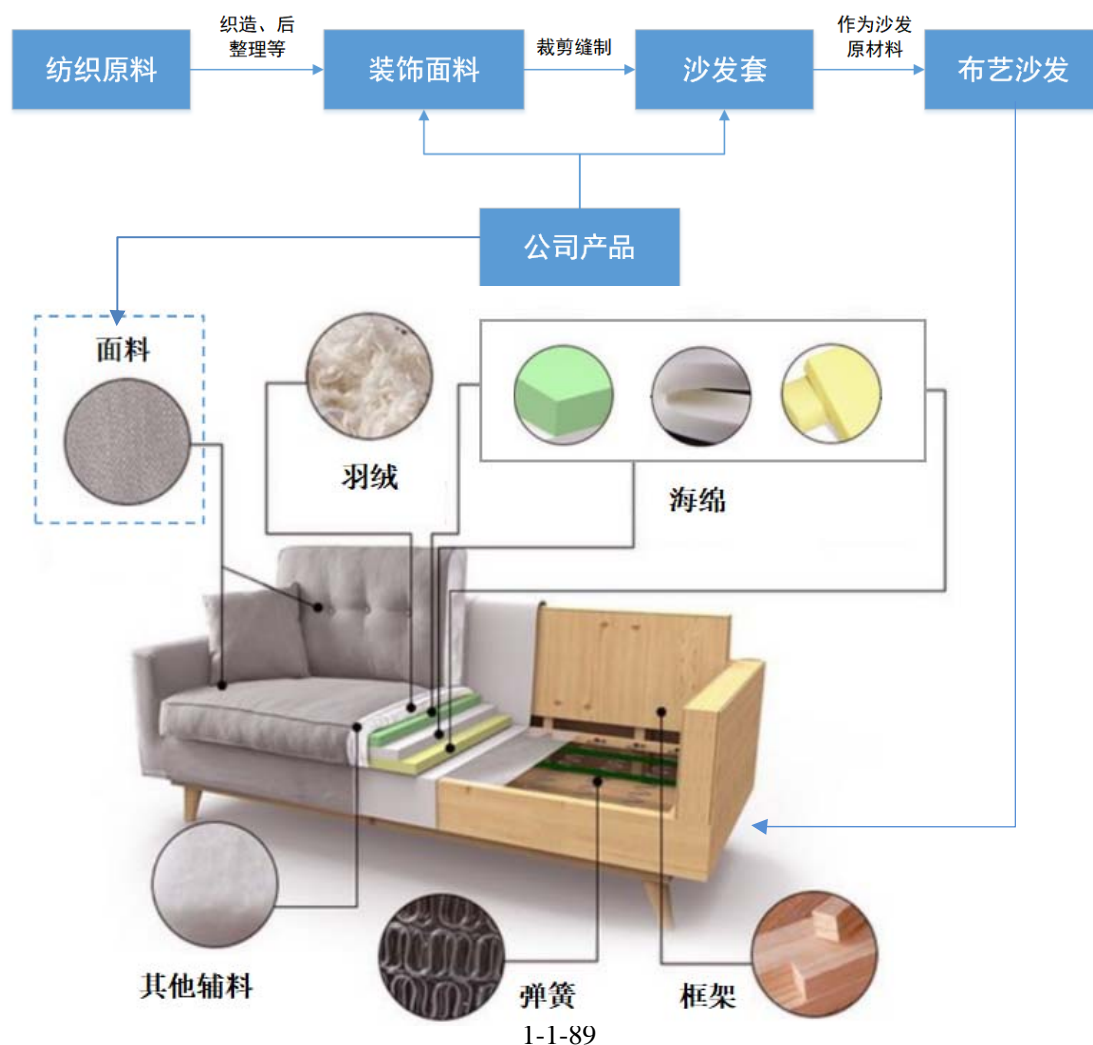 织造、后
整理等
裁剪缝制
作为沙发
原材料
纺织原料
装饰面料
沙发套
布艺沙发
公司产品
面料
羽绒
海绵
其他辅料
弹簧
框架
1-1-89